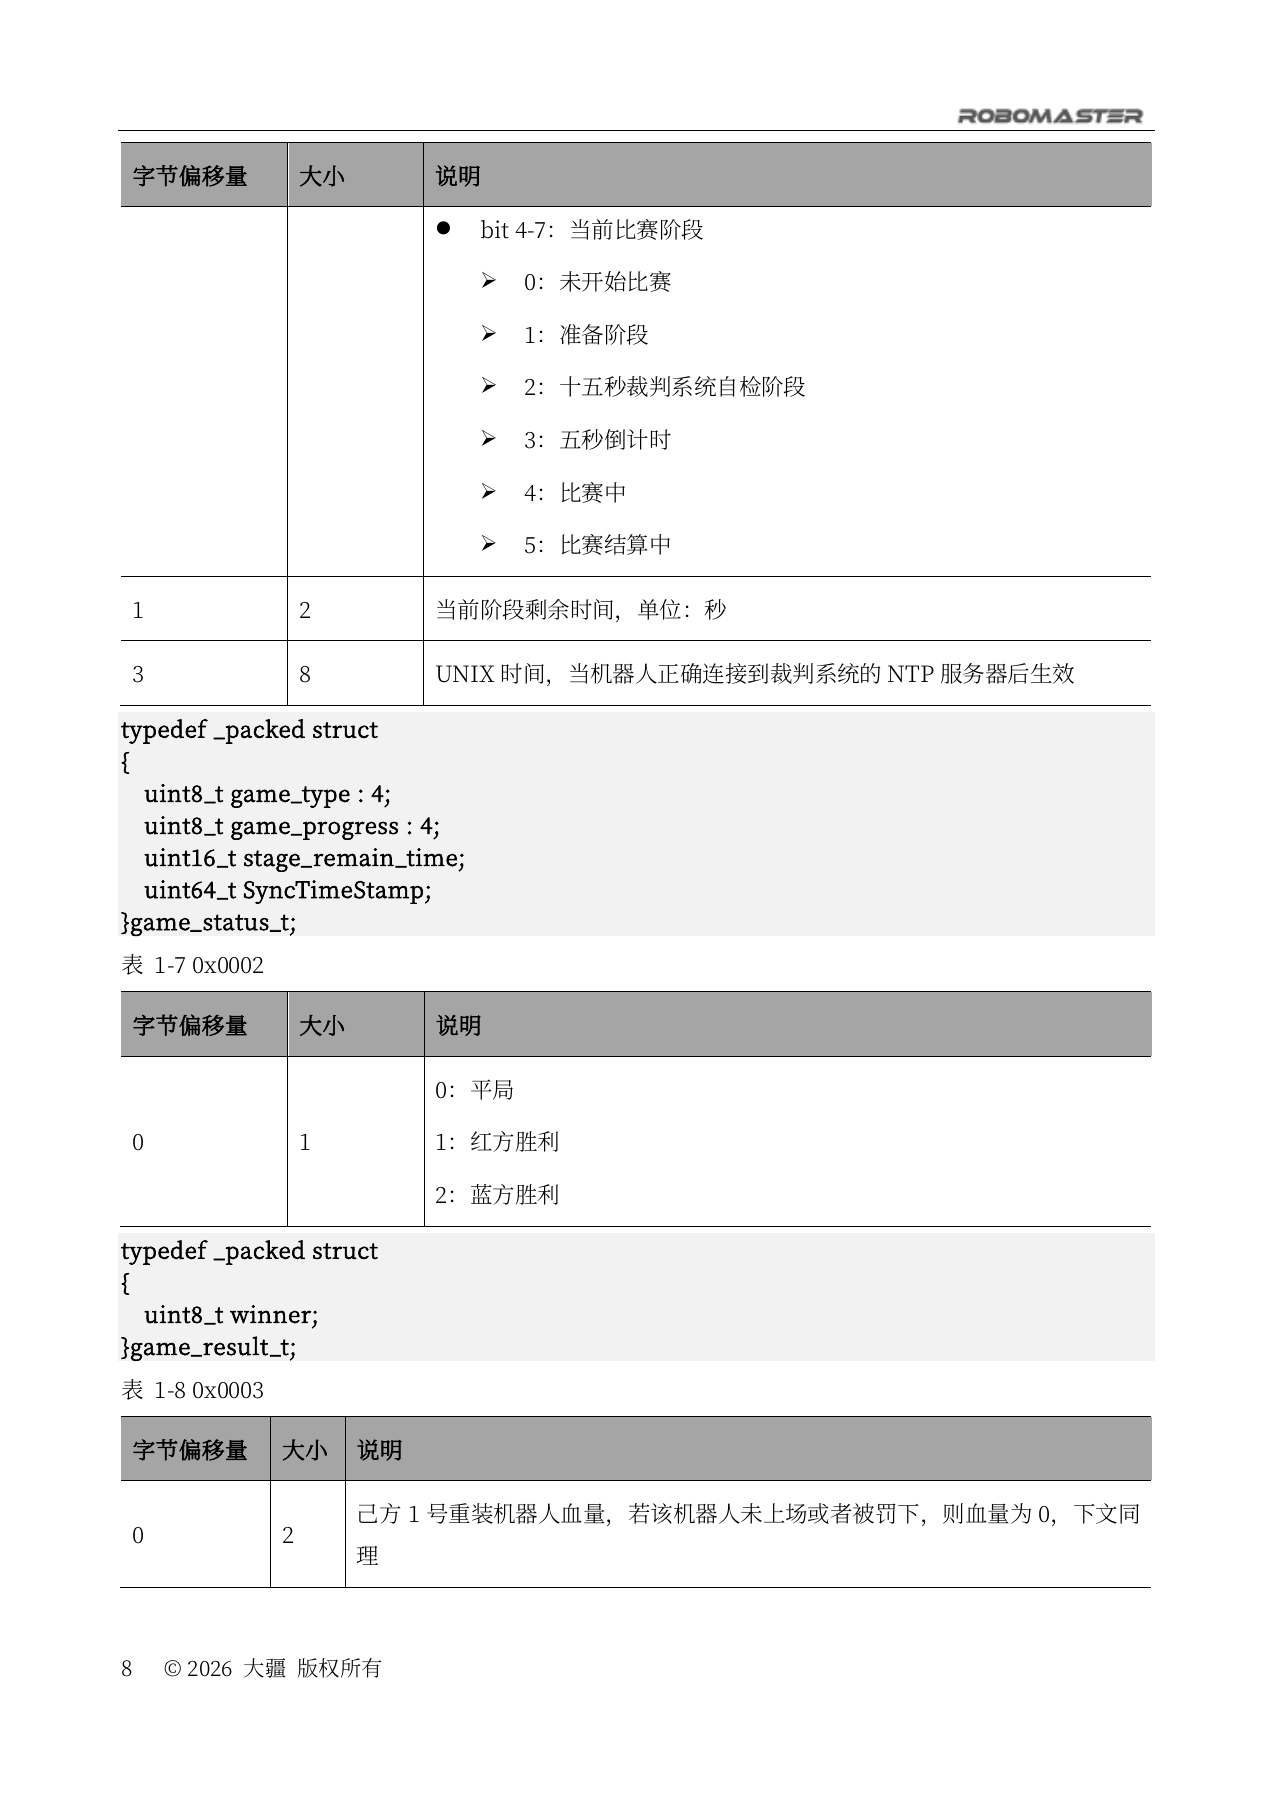 ROBOMASTER
字节偏移量 大小 说明
● bit 4-7：当前比赛阶段
➢ 0：未开始比赛
➢ 1：准备阶段
➢ 2：十五秒裁判系统自检阶段
➢ 3：五秒倒计时
➢ 4：比赛中
➢ 5：比赛结算中
1 2 当前阶段剩余时间，单位：秒
3 8 UNIX 时间，当机器人正确连接到裁判系统的 NTP 服务器后生效
typedef _packed struct
{
uint8_t game_type : 4;
uint8_t game_progress : 4;
uint16_t stage_remain_time;
uint64_t SyncTimeStamp;
}game_status_t;
表 1-7 0x0002
字节偏移量 大小 说明
0：平局
0 1 1：红方胜利
2：蓝方胜利
typedef _packed struct
{
uint8_t winner;
}game_result_t;
表 1-8 0x0003
字节偏移量 大小 说明
0 2 己方 1 号重装机器人血量，若该机器人未上场或者被罚下，则血量为 0，下文同
理
8 © 2026 大疆 版权所有